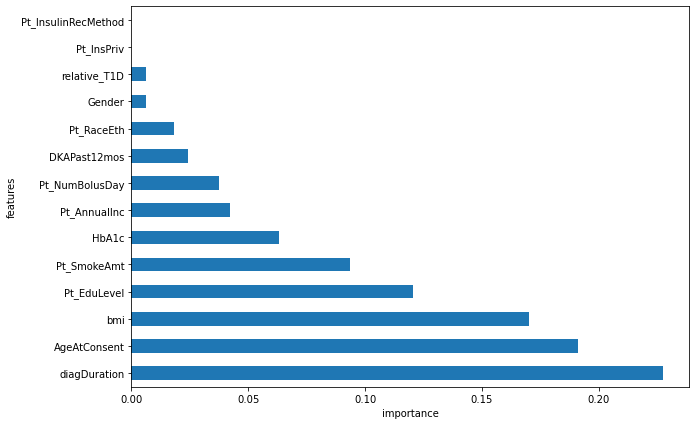 Pt_InsulinRecMethod
Pt_InsPriv
relative_T1D
Gender
Pt_RaceEth
DKAPast12mos
Pt_NumBolusDay
Pt_AnnualInc
HbA1c
Pt_SmokeAmt
Pt_EduLevel
bmi
AgeAtConsent
diagDuration
features
0.00 0.05 0.10 0.15 0.20
importance